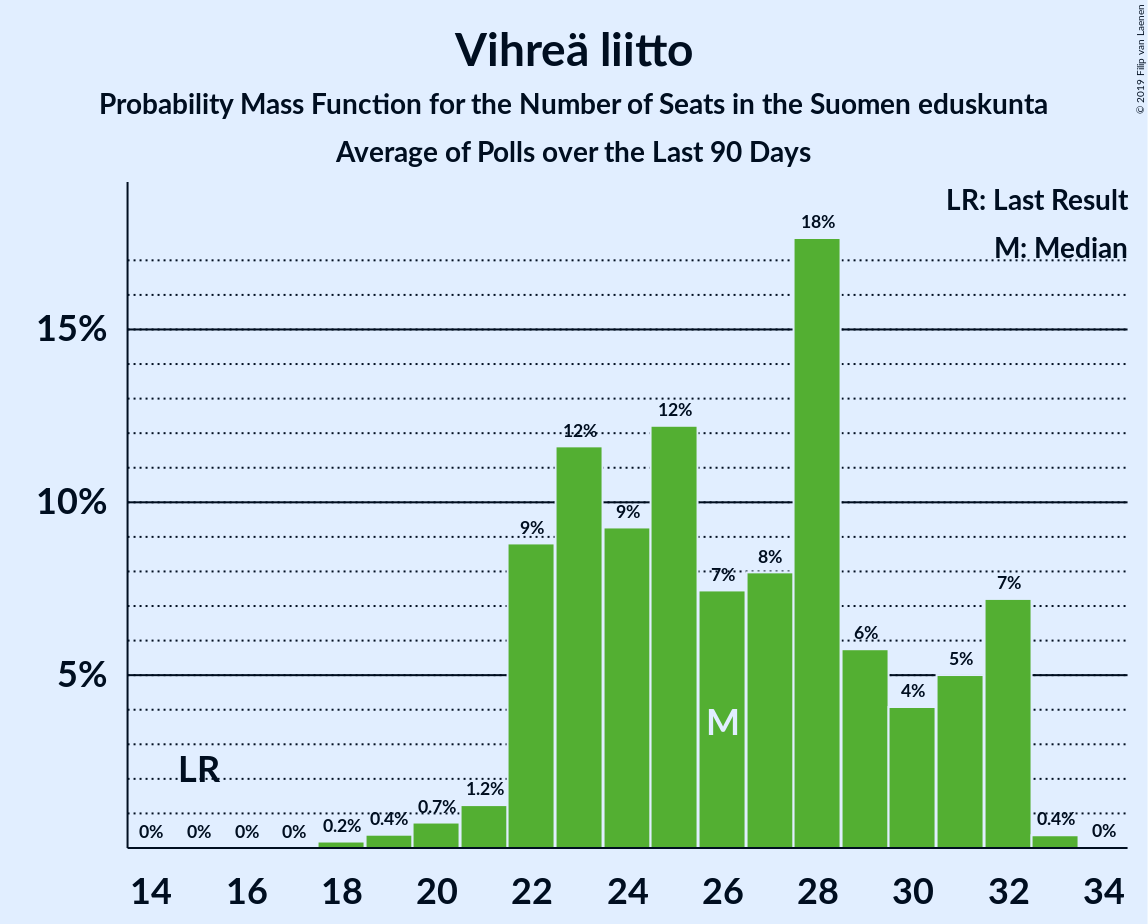 Vihreä liitto
Probability Mass Function for the Number of Seats in the Suomen eduskunta
Average of Polls over the Last 90 Days
© 2019 Filip van Laenen
LR: Last Result
M: Median
15%
10%
5%
0% 0% 0% 0% 0.2% 0.4% 0.7% 1.2% 9% 12% 9% 12% 7% 8% 18% 6% 4% 5% 7% 0.4% 0%
LR
M
14 16 18 20 22 24 26 28 30 32 34